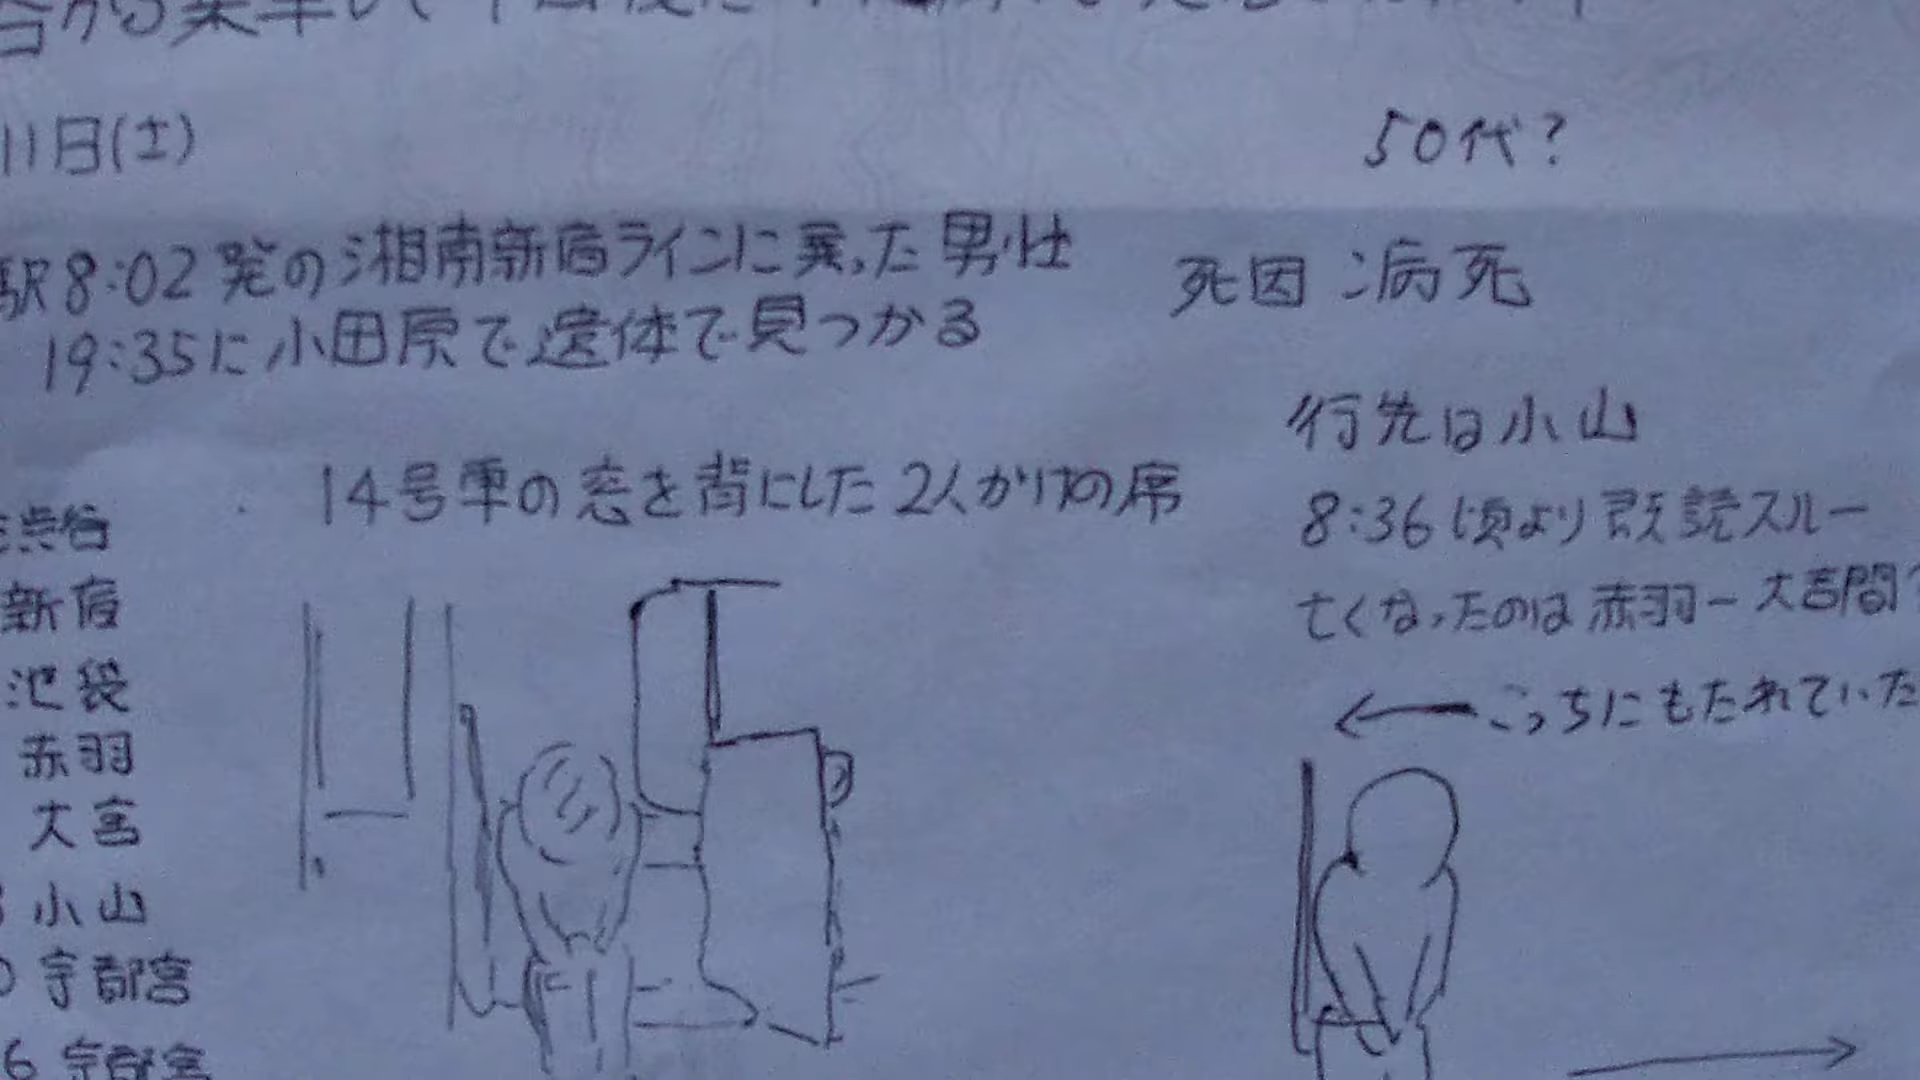 11日(土)
50代?
駅8:02発の湘南新宿ラインに乗った男性
19:35に小田原で遺体で見つかる
死因:病死
行先は小山
14号車の窓を背にした2人がけの席
8:36頃より既読スルー
亡くなったのは赤羽ー大宮間?
←こっちにもたれていた
渋谷
新宿
池袋
赤羽
大宮
小山
宇都宮
6 宇都宮